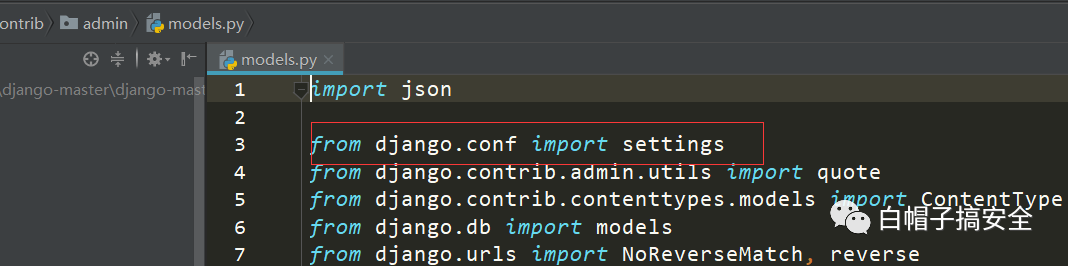 ontrib admin models.py
\django-master\django-mast
models.py
1 import json
2
3 from django.conf import settings
4 from django.contrib.admin.utils import quote
5 from django.contrib.contenttypes.models import ContentType
6 from django.db import models
7 from django.urls import NoReverseMatch, reverse
白帽子搞安全